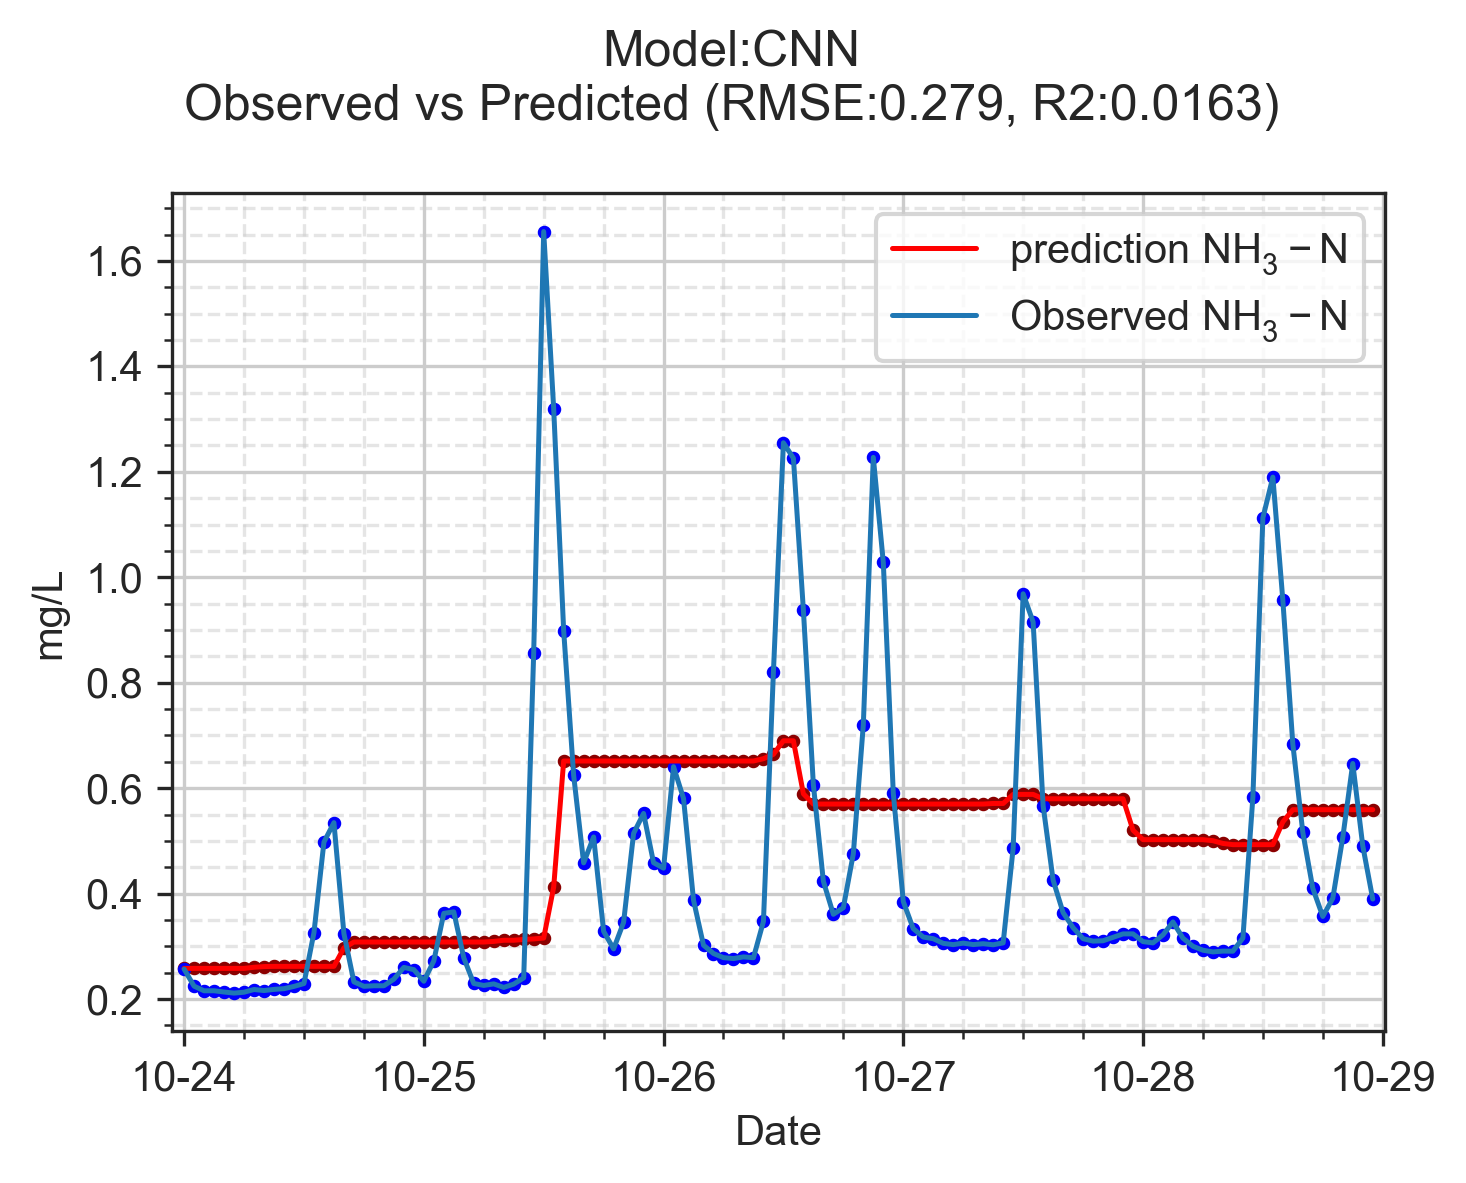 Model:CNN
Observed vs Predicted (RMSE:0.279, R2:0.0163)
prediction NH₃ − N
Observed NH₃ − N
1.6
1.4
1.2
1.0
0.8
0.6
0.4
0.2
mg/L
10-24 10-25 10-26 10-27 10-28 10-29
Date